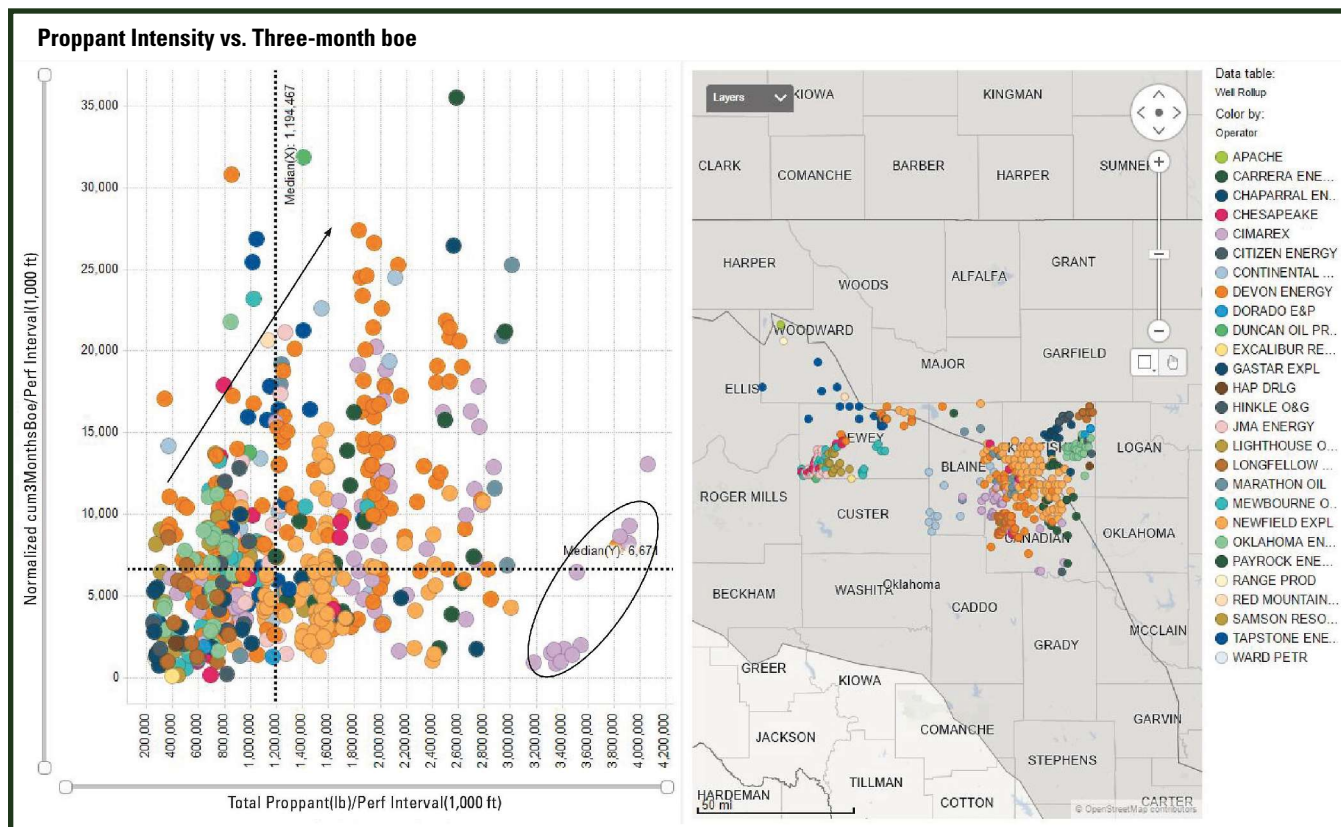 Proppant Intensity vs. Three-month boe
Normalized cum3MonthsBoe/Perf Interval(1,000 ft)
35,000
30,000
25,000
20,000
15,000
10,000
5,000
0
Median(X): 1,194,467
Median(Y): 6,671
200,000
400,000
600,000
800,000
1,000,000
1,200,000
1,400,000
1,600,000
1,800,000
2,000,000
2,200,000
2,400,000
2,600,000
2,800,000
3,000,000
3,200,000
3,400,000
3,600,000
3,800,000
4,000,000
4,200,000
Total Proppant(lb)/Perf Interval(1,000 ft)
Layers
KIOWA
KINGMAN
CLARK
COMANCHE
BARBER
HARPER
SUMNER
HARPER
WOODS
ALFALFA
GRANT
WOODWARD
MAJOR
GARFIELD
ELLIS
EWEY
BLAINE
LOGAN
ROGER MILLS
CUSTER
CANADIAN
OKLAHOMA
BECKHAM
WASHITA
Oklahoma
CADDO
MCCLAIN
GRADY
GREER
KIOWA
GARVIN
JACKSON
COMANCHE
STEPHENS
TILLMAN
HARDEMAN
COTTON
CARTER
50 mi
© OpenStreetMap contributors
Data table:
Well Rollup
Color by:
Operator
APACHE
CARRERA ENE...
CHAPARRAL EN...
CHESAPEAKE
CIMAREX
CITIZEN ENERGY
CONTINENTAL ...
DEVON ENERGY
DORADO E&P
DUNCAN OIL PR...
EXCALIBUR RE...
GASTAR EXPL
HAP DRLG
HINKLE O&G
JMA ENERGY
LIGHTHOUSE O...
LONGFELLOW ...
MARATHON OIL
MEWBOURNE O...
NEWFIELD EXPL
OKLAHOMA EN...
PAYROCK ENE...
RANGE PROD
RED MOUNTAIN...
SAMSON RESO...
TAPSTONE ENE...
WARD PETR